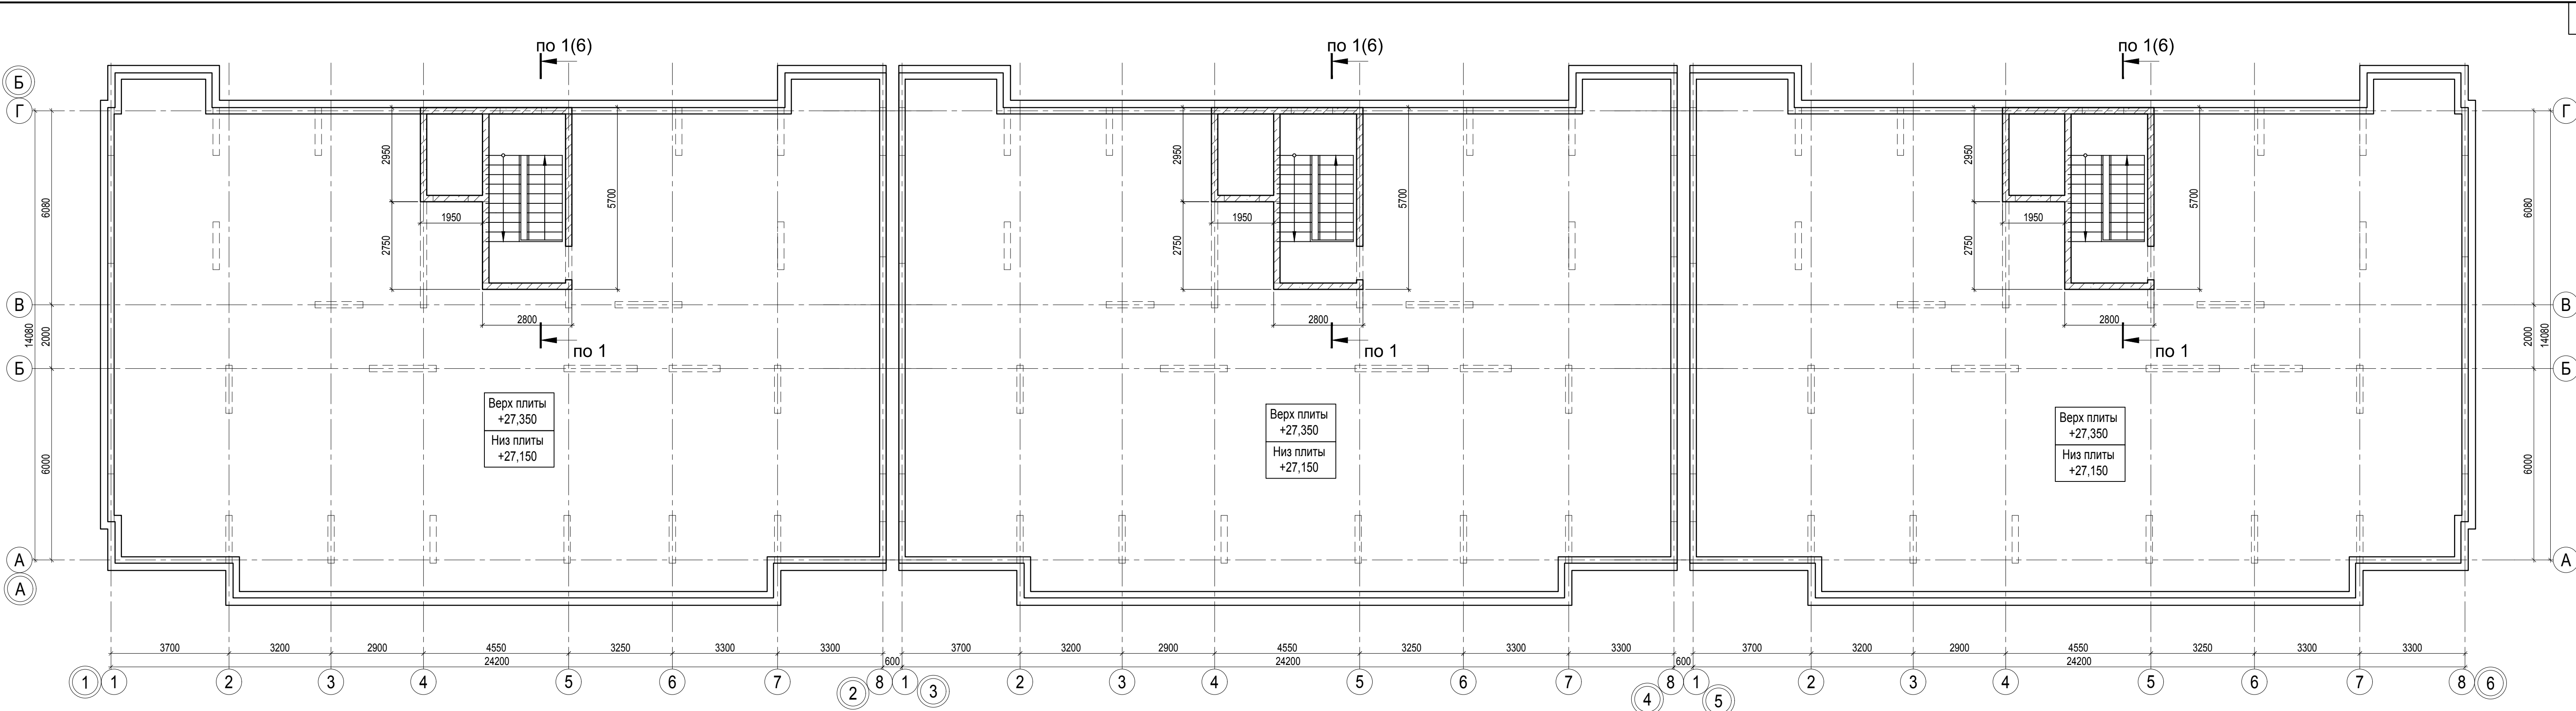 по 1(6) по 1(6) по 1(6)
Б
Г Г
2950 5700 2950 5700 2950 5700
6080 6080
1950 1950 1950
2750 2750 2750
В В
2800 2800 2800
14080 2000 2000 14080
по 1 по 1 по 1
Б Б
Верх плиты
+27,350
Низ плиты
+27,150
Верх плиты
+27,350
Низ плиты
+27,150
Верх плиты
+27,350
Низ плиты
+27,150
6000 6000
А А
А
3700 3200 2900 4550 3250 3300 3300 3700 3200 2900 4550 3250 3300 3300 3700 3200 2900 4550 3250 3300 3300
24200 600 24200 600 24200
1 1 2 3 4 5 6 7 2 8 1 3 2 3 4 5 6 7 4 8 1 5 2 3 4 5 6 7 8 6